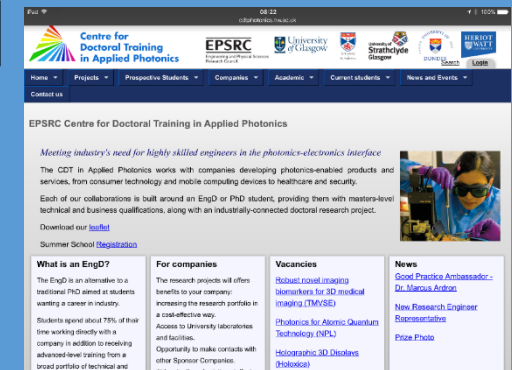 iPad
08:22
100%
cdtphotonics.hw.ac.uk
Centre for
Doctoral Training
in Applied Photonics
EPSRC
Engineering and Physical Sciences
Research Council
University
of Glasgow
University of
Strathclyde
Glasgow
DUNDEE
HERIOT
WATT
Search
Login
Home
Projects
Prospective Students
Companies
Academic
Current students
News and Events
Contact us
EPSRC Centre for Doctoral Training in Applied Photonics
Meeting industry's need for highly skilled engineers in the photonics-electronics interface
The CDT in Applied Photonics works with companies developing photonics-enabled products and
services, from consumer technology and mobile computing devices to healthcare and security.
Each of our collaborations is built around an EngD or PhD student, providing them with masters-level
technical and business qualifications, along with an industrially-connected doctoral research project.
Download our leaflet
Summer School Registration
What is an EngD?
The EngD is an alternative to a
traditional PhD aimed at students
wanting a career in industry.
Students spend about 75% of their
time working directly with a
company in addition to receiving
advanced-level training from a
broad portfolio of technical and
For companies
The research projects will offers
benefits to your company:
increasing the research portfolio in
a cost-effective way.
Access to University laboratories
and facilities.
Opportunity to make contacts with
other Sponsor Companies.
Vacancies
Robust novel imaging
biomarkers for 3D medical
imaging (TMVSE)
Photonics for Atomic Quantum
Technology (NPL)
Holographic 3D Displays
(Holoxica)
News
Good Practice Ambassador -
Dr. Marcus Ardron
New Research Engineer
Representative
Prize Photo